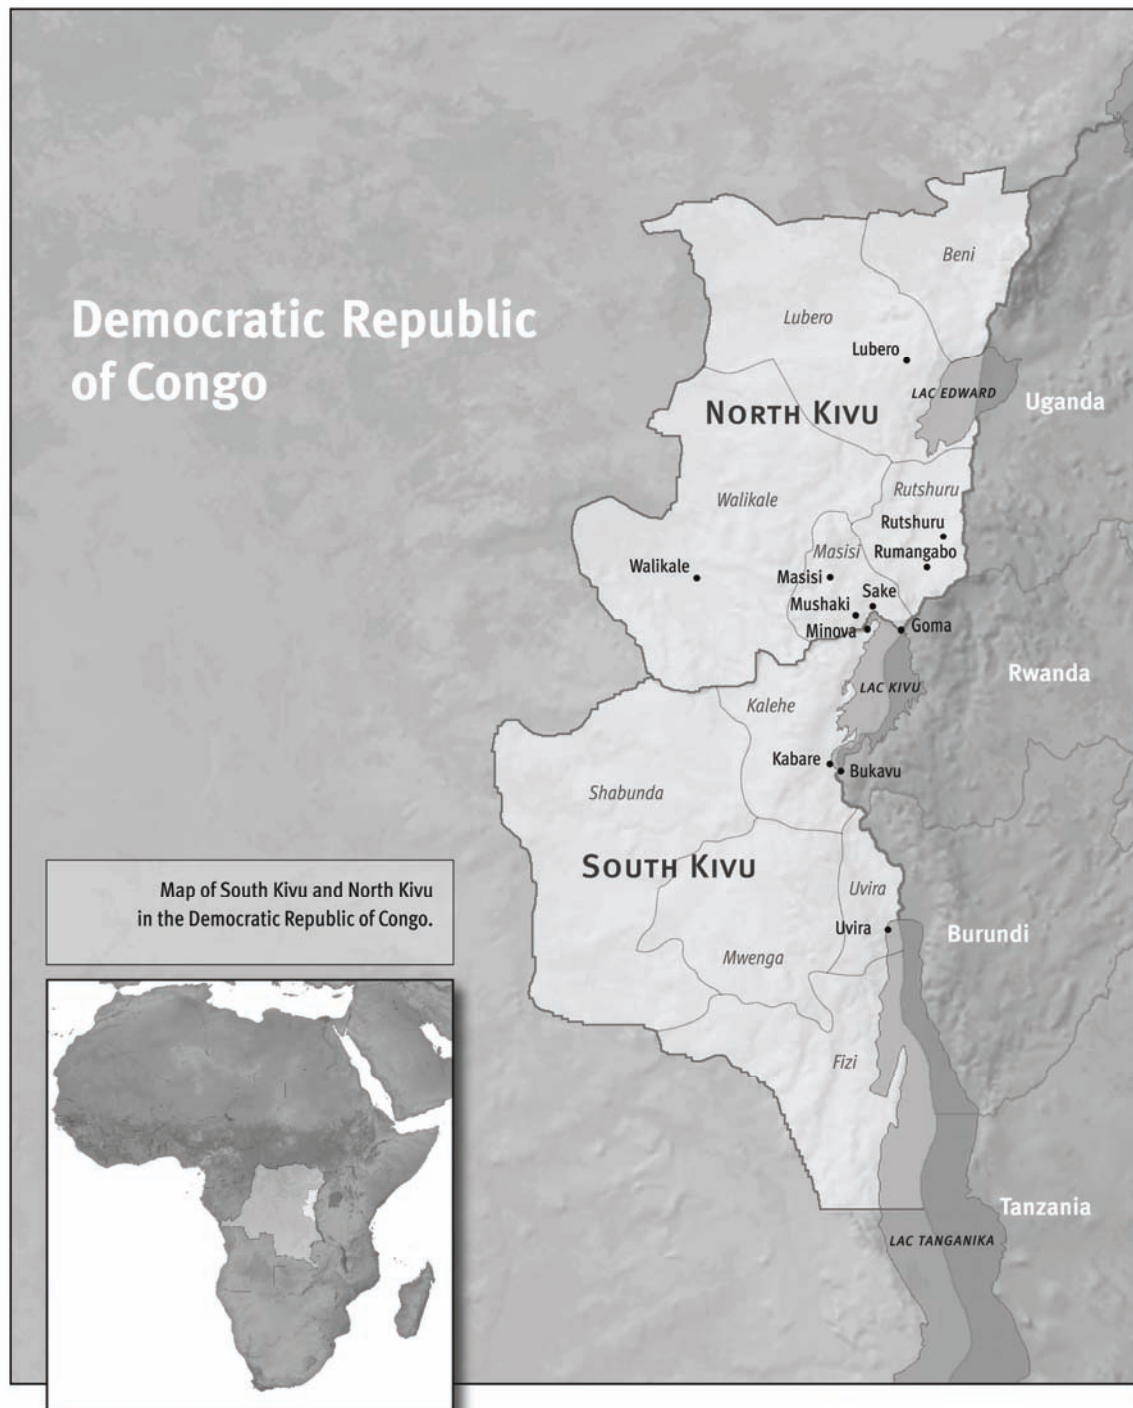 Democratic Republic
of Congo
Beni
Lubero
Lubero
LAC EDWARD
Uganda
NORTH KIVU
Rutshuru
Walikale
Rutshuru
Masisi
Rumangabo
Walikale
Masisi
Sake
Mushaki
Minova
Goma
Rwanda
LAC KIVU
Kalehe
Kabare
Bukavu
Shabunda
SOUTH KIVU
Uvira
Uvira
Burundi
Mwenga
Fizi
Tanzania
LAC TANGANIKA
Map of South Kivu and North Kivu
in the Democratic Republic of Congo.